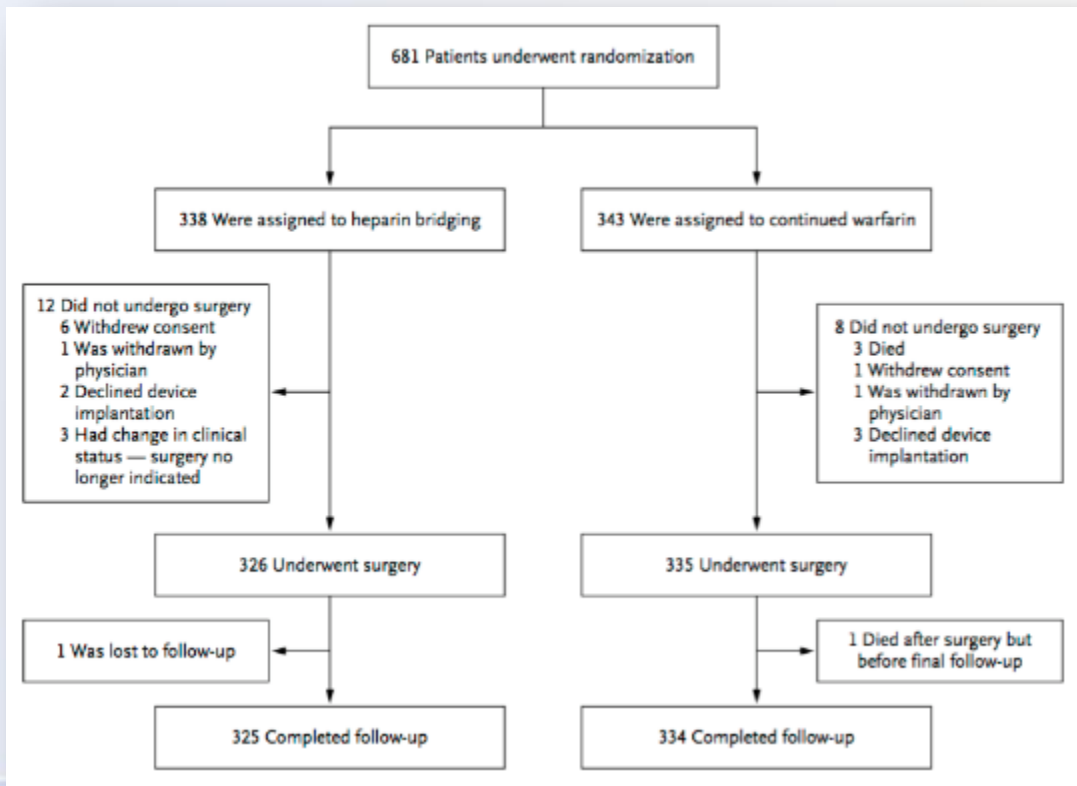 681 Patients underwent randomization
338 Were assigned to heparin bridging
343 Were assigned to continued warfarin
12 Did not undergo surgery
6 Withdrew consent
1 Was withdrawn by
physician
2 Declined device
implantation
3 Had change in clinical
status — surgery no
longer indicated
8 Did not undergo surgery
3 Died
1 Withdrew consent
1 Was withdrawn by
physician
3 Declined device
implantation
326 Underwent surgery
335 Underwent surgery
1 Was lost to follow-up
1 Died after surgery but
before final follow-up
325 Completed follow-up
334 Completed follow-up